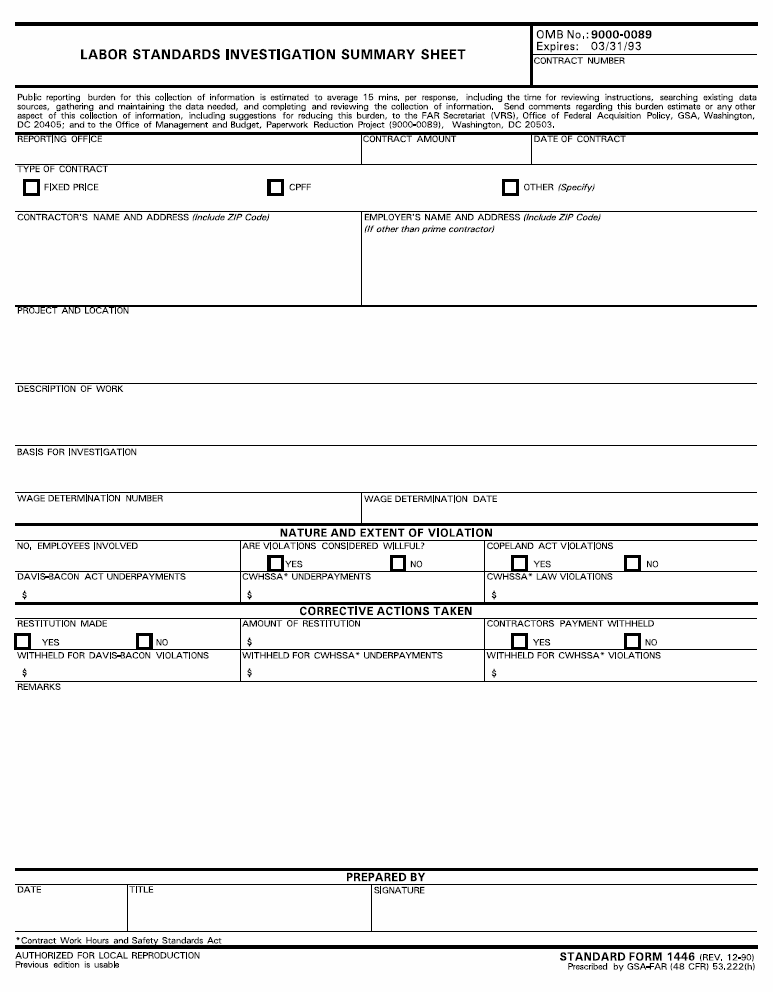 LABOR STANDARDS INVESTIGATION SUMMARY SHEET
OMB No.: 9000-0089
Expires: 03/31/93
CONTRACT NUMBER
Public reporting burden for this collection of information is estimated to average 15 mins, per response, including the time for reviewing instructions, searching existing data
sources, gathering and maintaining the data needed, and completing and reviewing the collection of information. Send comments regarding this burden estimate or any other
aspect of this collection of information, including suggestions for reducing this burden, to the FAR Secretariat (VRS), Office of Federal Acquisition Policy, GSA, Washington,
DC 20405; and to the Office of Management and Budget, Paperwork Reduction Project (9000-0089), Washington, DC 20503.
REPORTING OFFICE
CONTRACT AMOUNT
DATE OF CONTRACT
TYPE OF CONTRACT
FIXED PRICE
CPFF
OTHER (Specify)
CONTRACTOR'S NAME AND ADDRESS (Include ZIP Code)
EMPLOYER'S NAME AND ADDRESS (Include ZIP Code)
(If other than prime contractor)
PROJECT AND LOCATION
DESCRIPTION OF WORK
BASIS FOR INVESTIGATION
WAGE DETERMINATION NUMBER
WAGE DETERMINATION DATE
NATURE AND EXTENT OF VIOLATION
NO, EMPLOYEES INVOLVED
ARE VIOLATIONS CONSIDERED WILLFUL?
COPELAND ACT VIOLATIONS
YES
NO
YES
NO
DAVIS-BACON ACT UNDERPAYMENTS
CWHSSA* UNDERPAYMENTS
CWHSSA* LAW VIOLATIONS
$
$
$
CORRECTIVE ACTIONS TAKEN
RESTITUTION MADE
AMOUNT OF RESTITUTION
CONTRACTORS PAYMENT WITHHELD
YES
NO
$
YES
NO
WITHHELD FOR DAVIS-BACON VIOLATIONS
WITHHELD FOR CWHSSA* UNDERPAYMENTS
WITHHELD FOR CWHSSA* VIOLATIONS
$
$
$
REMARKS
PREPARED BY
DATE
TITLE
SIGNATURE
*Contract Work Hours and Safety Standards Act
AUTHORIZED FOR LOCAL REPRODUCTION
Previous edition is usable
STANDARD FORM 1446 (REV. 12-90)
Prescribed by GSA-FAR (48 CFR) 53.222(h)